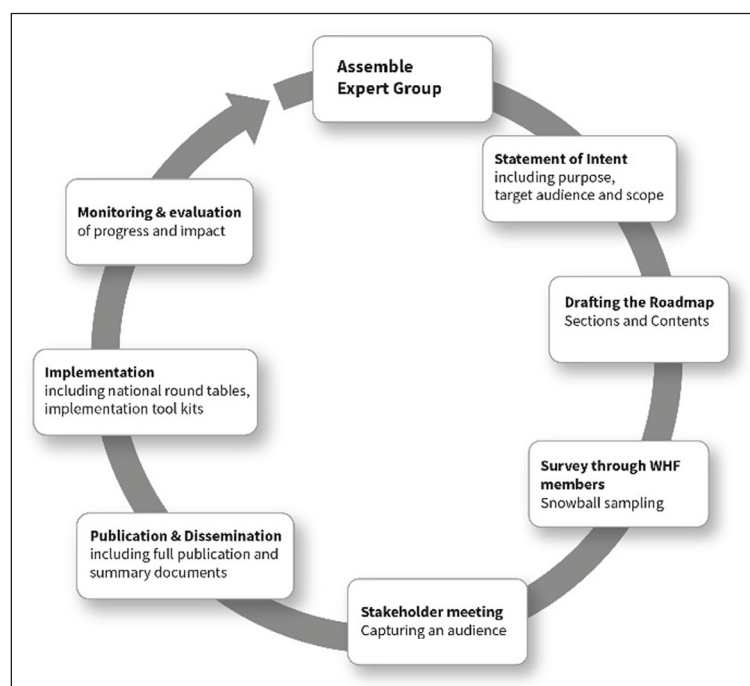 Assemble
Expert Group
Statement of Intent
including purpose,
target audience and scope
Drafting the Roadmap
Sections and Contents
Survey through WHF
members
Snowball sampling
Stakeholder meeting
Capturing an audience
Publication & Dissemination
including full publication and
summary documents
Implementation
including national round tables,
implementation tool kits
Monitoring & evaluation
of progress and impact